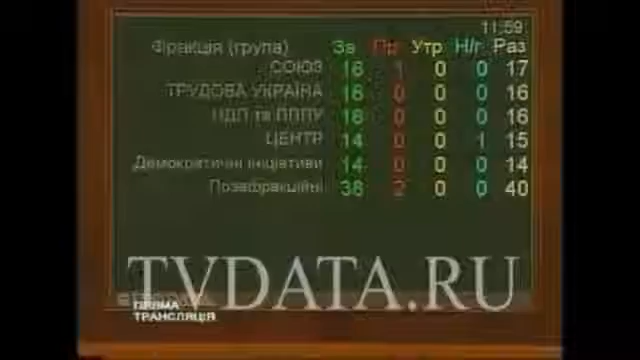 11:59
Фракція (група) За Пр Утр Н/г Раз
СОЮЗ 16 1 0 0 17
ТРУДОВА УКРАЇНА 16 0 0 0 16
НДП та ПППУ 16 0 0 0 16
ЦЕНТР 14 0 0 1 15
Демократичні ініціативи 14 0 0 0 14
Позафракційні 38 2 0 0 40
TVDATA.RU
ПРЯМА
ТРАНСЛЯЦІЯ